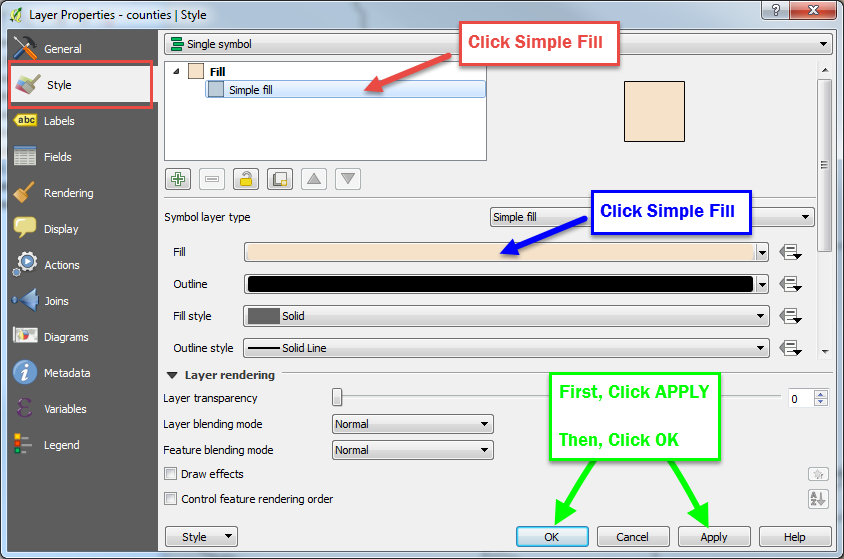 Layer Properties - counties | Style
?
General
Style
Labels
Fields
Rendering
Display
Actions
Joins
Diagrams
Metadata
Variables
Legend
abc
Single symbol
Click Simple Fill
Fill
Simple fill
Symbol layer type
Simple fill
Click Simple Fill
Fill
Outline
Fill style
Solid
Outline style
Solid Line
Layer rendering
Layer transparency
0
Layer blending mode
Normal
Feature blending mode
Normal
Draw effects
Control feature rendering order
First, Click APPLY
Then, Click OK
A
Z
Style
OK
Cancel
Apply
Help